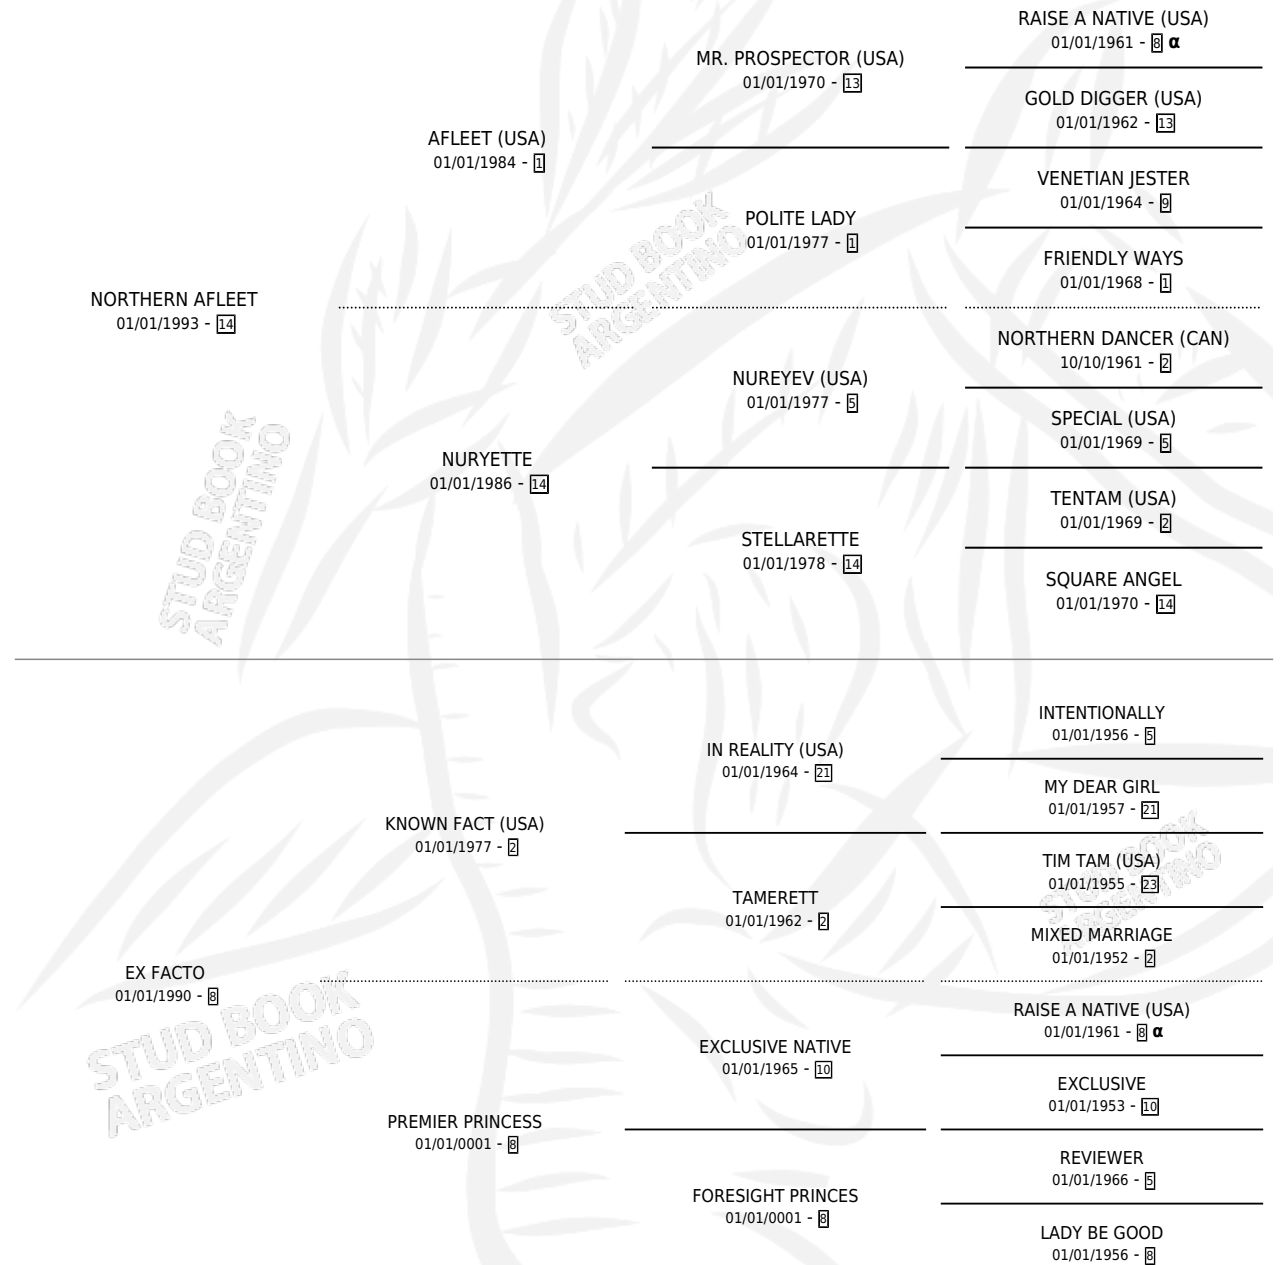 RAISE A NATIVE (USA)
01/01/1961 - 8 α
MR. PROSPECTOR (USA)
01/01/1970 - 13
GOLD DIGGER (USA)
01/01/1962 - 13
AFLEET (USA)
01/01/1984 - 1
VENETIAN JESTER
01/01/1964 - 9
POLITE LADY
01/01/1977 - 1
FRIENDLY WAYS
01/01/1968 - 1
NORTHERN AFLEET
01/01/1993 - 14
NORTHERN DANCER (CAN)
10/10/1961 - 2
NUREYEV (USA)
01/01/1977 - 5
SPECIAL (USA)
01/01/1969 - 5
NURYETTE
01/01/1986 - 14
TENTAM (USA)
01/01/1969 - 2
STELLARETTE
01/01/1978 - 14
SQUARE ANGEL
01/01/1970 - 14
INTENTIONALLY
01/01/1956 - 5
IN REALITY (USA)
01/01/1964 - 21
MY DEAR GIRL
01/01/1957 - 21
KNOWN FACT (USA)
01/01/1977 - 2
TIM TAM (USA)
01/01/1955 - 23
TAMERETT
01/01/1962 - 2
MIXED MARRIAGE
01/01/1952 - 2
EX FACTO
01/01/1990 - 8
RAISE A NATIVE (USA)
01/01/1961 - 8 α
EXCLUSIVE NATIVE
01/01/1965 - 10
EXCLUSIVE
01/01/1953 - 10
PREMIER PRINCESS
01/01/0001 - 8
REVIEWER
01/01/1966 - 5
FORESIGHT PRINCES
01/01/0001 - 8
LADY BE GOOD
01/01/1956 - 8
STUD BOOK
ARGENTINO
STUD BOOK
ARGENTINO
STUD BOOK
ARGENTINO
STUD BOOK
ARGENTINO